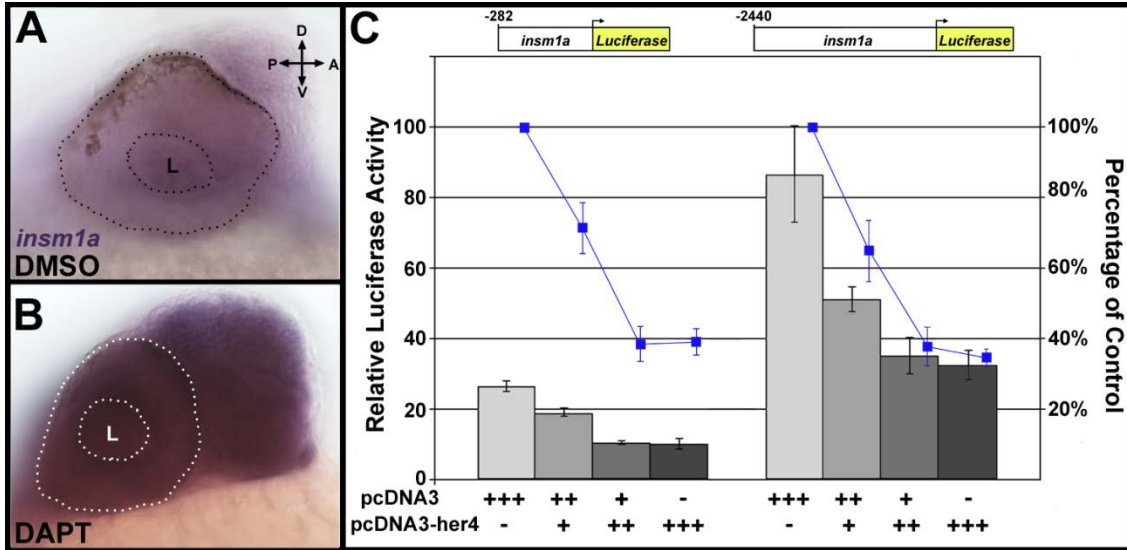 A
D
P A
V
L
insm1a
DMSO
B
L
DAPT
C
-282
insm1a Luciferase
-2440
insm1a Luciferase
Relative Luciferase Activity
100
80
60
40
20
0
100%
80%
60%
40%
20%
Percentage of Control
pcDNA3 +++ ++ + - +++ ++ + -
pcDNA3-her4 - + ++ +++ - + ++ +++